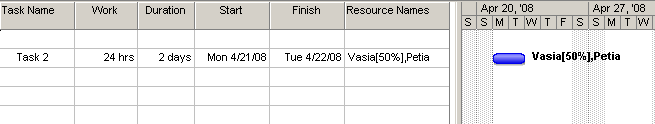 Task Name Work Duration Start Finish Resource Names Apr 20, '08 Apr 27, '08
S S M T W T F S S M T W
Task 2 24 hrs 2 days Mon 4/21/08 Tue 4/22/08 Vasia[50%],Petia Vasia[50%],Petia